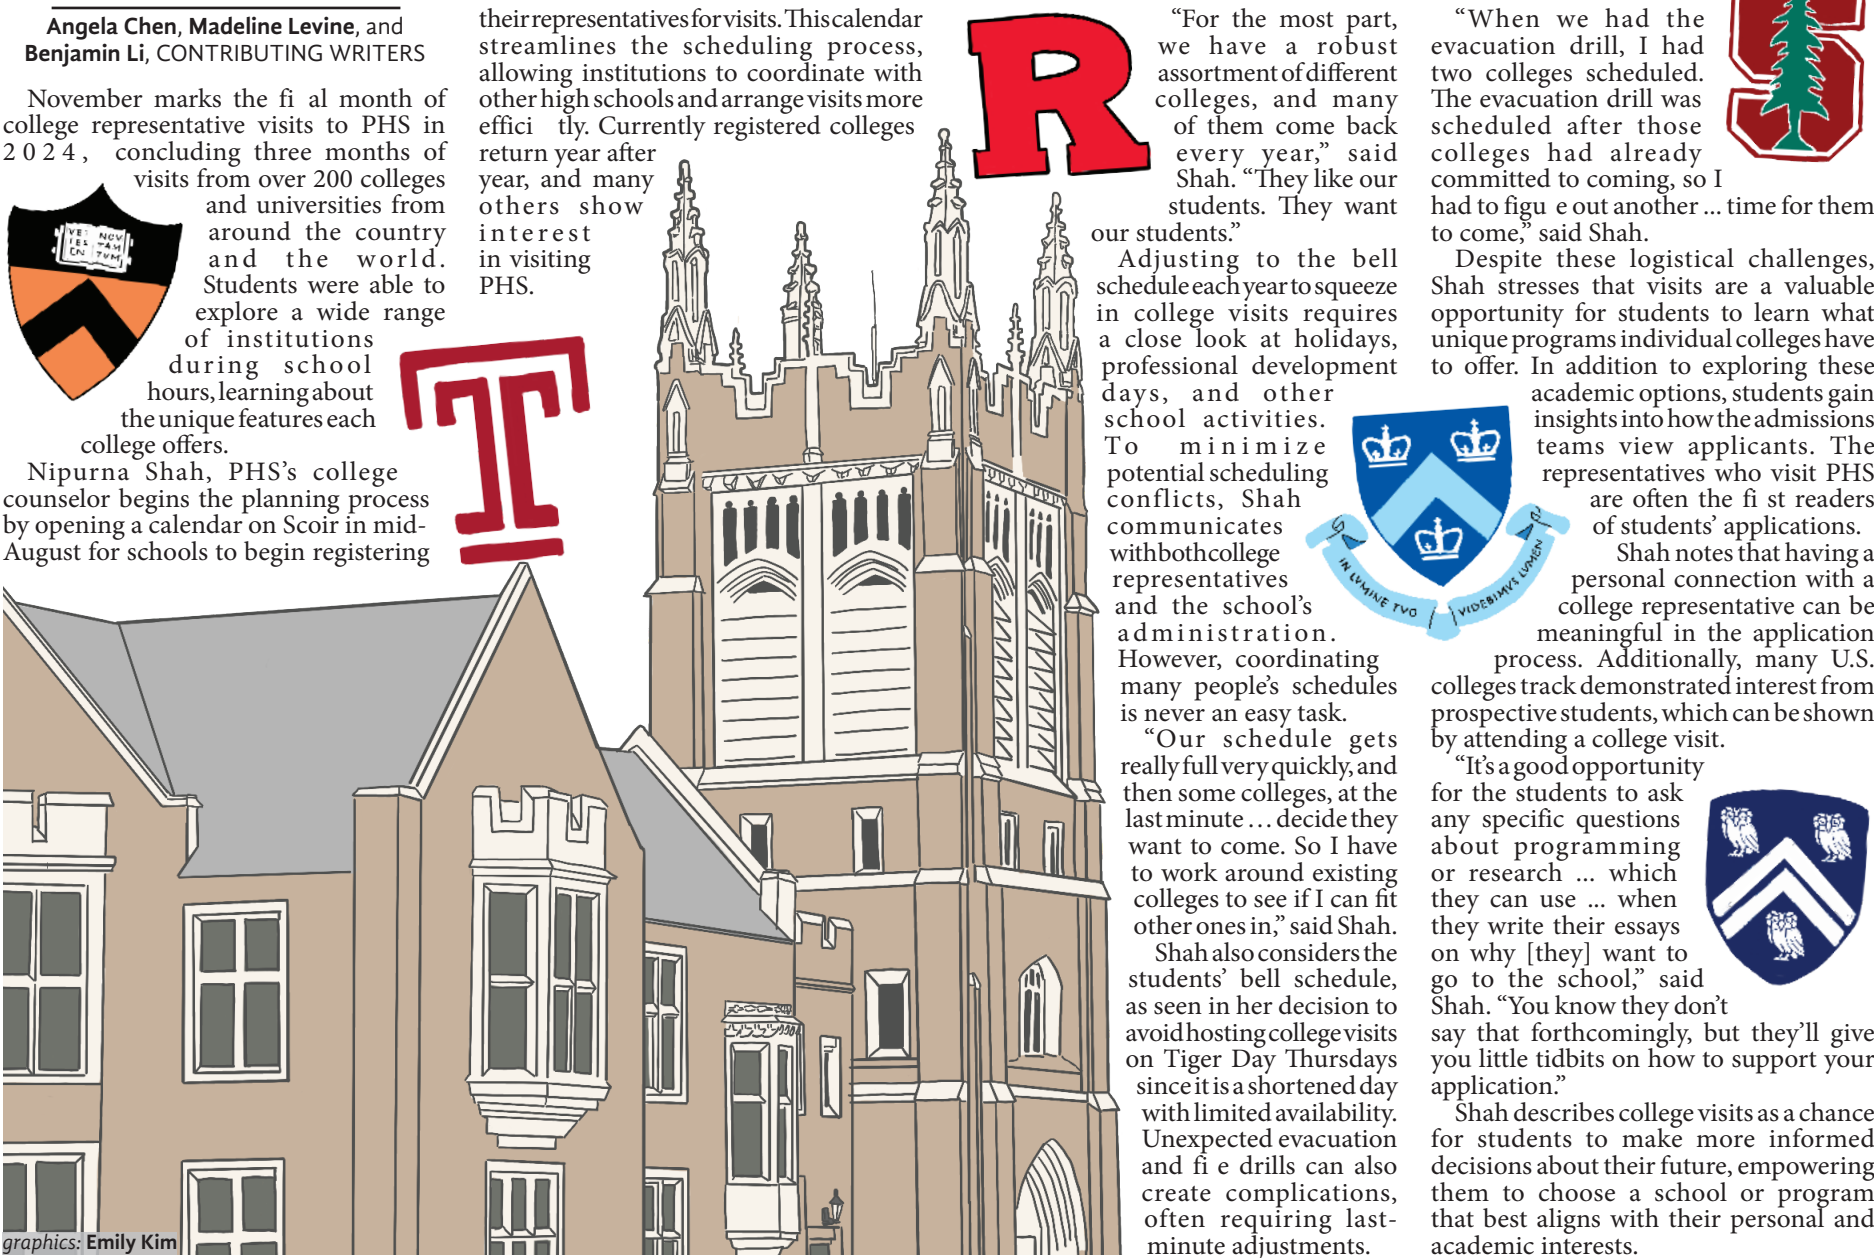 Angela Chen, Madeline Levine, and
Benjamin Li, CONTRIBUTING WRITERS
November marks the fi al month of
college representative visits to PHS in
2024, concluding three months of
visits from over 200 colleges
and universities from
around the country
and the world.
Students were able to
explore a wide range
of institutions
during school
hours, learning about
the unique features each
college offers.
Nipurna Shah, PHS's college
counselor begins the planning process
by opening a calendar on Scoir in mid-
August for schools to begin registering
their representatives for visits. This calendar
streamlines the scheduling process,
allowing institutions to coordinate with
other high schools and arrange visits more
effici tly. Currently registered colleges
return year after
year, and many
others show
interest
in visiting
PHS.
"For the most part,
we have a robust
assortment of different
colleges, and many
of them come back
every year," said
Shah. "They like our
students. They want
our students."
Adjusting to the bell
schedule each year to squeeze
in college visits requires
a close look at holidays,
professional development
days, and other
school activities.
To minimize
potential scheduling
conflicts, Shah
communicates
with both college
representatives
and the school's
administration.
However, coordinating
many people's schedules
is never an easy task.
"Our schedule gets
really full very quickly, and
then some colleges, at the
last minute … decide they
want to come. So I have
to work around existing
colleges to see if I can fit
other ones in," said Shah.
Shah also considers the
students' bell schedule,
as seen in her decision to
avoid hosting college visits
on Tiger Day Thursdays
since it is a shortened day
with limited availability.
Unexpected evacuation
and fi e drills can also
create complications,
often requiring last-
minute adjustments.
"When we had the
evacuation drill, I had
two colleges scheduled.
The evacuation drill was
scheduled after those
colleges had already
committed to coming, so I
had to figu e out another ... time for them
to come," said Shah.
Despite these logistical challenges,
Shah stresses that visits are a valuable
opportunity for students to learn what
unique programs individual colleges have
to offer. In addition to exploring these
academic options, students gain
insights into how the admissions
teams view applicants. The
representatives who visit PHS
are often the fi st readers
of students' applications.
Shah notes that having a
personal connection with a
college representative can be
meaningful in the application
process. Additionally, many U.S.
colleges track demonstrated interest from
prospective students, which can be shown
by attending a college visit.
"It's a good opportunity
for the students to ask
any specific questions
about programming
or research ... which
they can use ... when
they write their essays
on why [they] want to
go to the school," said
Shah. "You know they don't
say that forthcomingly, but they'll give
you little tidbits on how to support your
application."
Shah describes college visits as a chance
for students to make more informed
decisions about their future, empowering
them to choose a school or program
that best aligns with their personal and
academic interests.
VET NOV
TES TAM
EN TVM
T
R
S
IN LVMINE TVO VIDEBIMVS LVMEN
graphics: Emily Kim